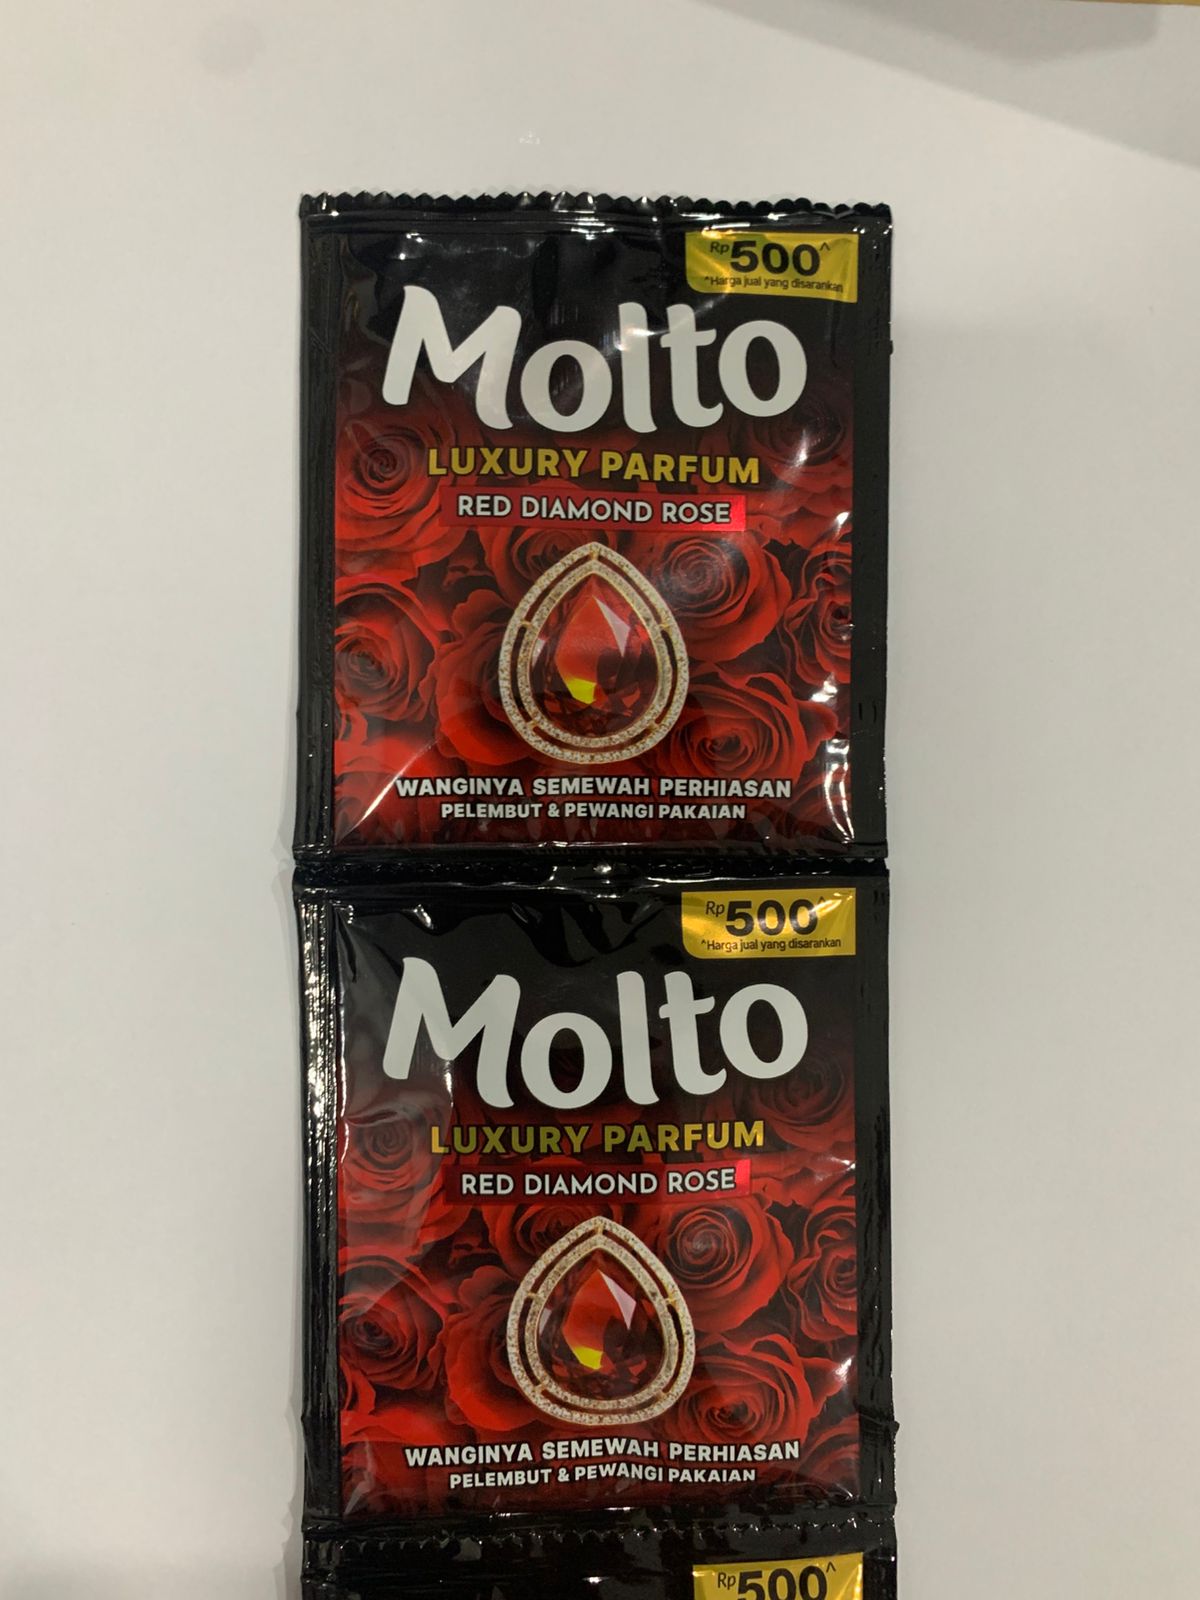 Rp500^
^Harga jual yang disarankan
Molto
LUXURY PARFUM
RED DIAMOND ROSE
WANGINYA SEMEWAH PERHIASAN
PELEMBUT & PEWANGI PAKAIAN
Rp500^
^Harga jual yang disarankan
Molto
LUXURY PARFUM
RED DIAMOND ROSE
WANGINYA SEMEWAH PERHIASAN
PELEMBUT & PEWANGI PAKAIAN
Rp500^